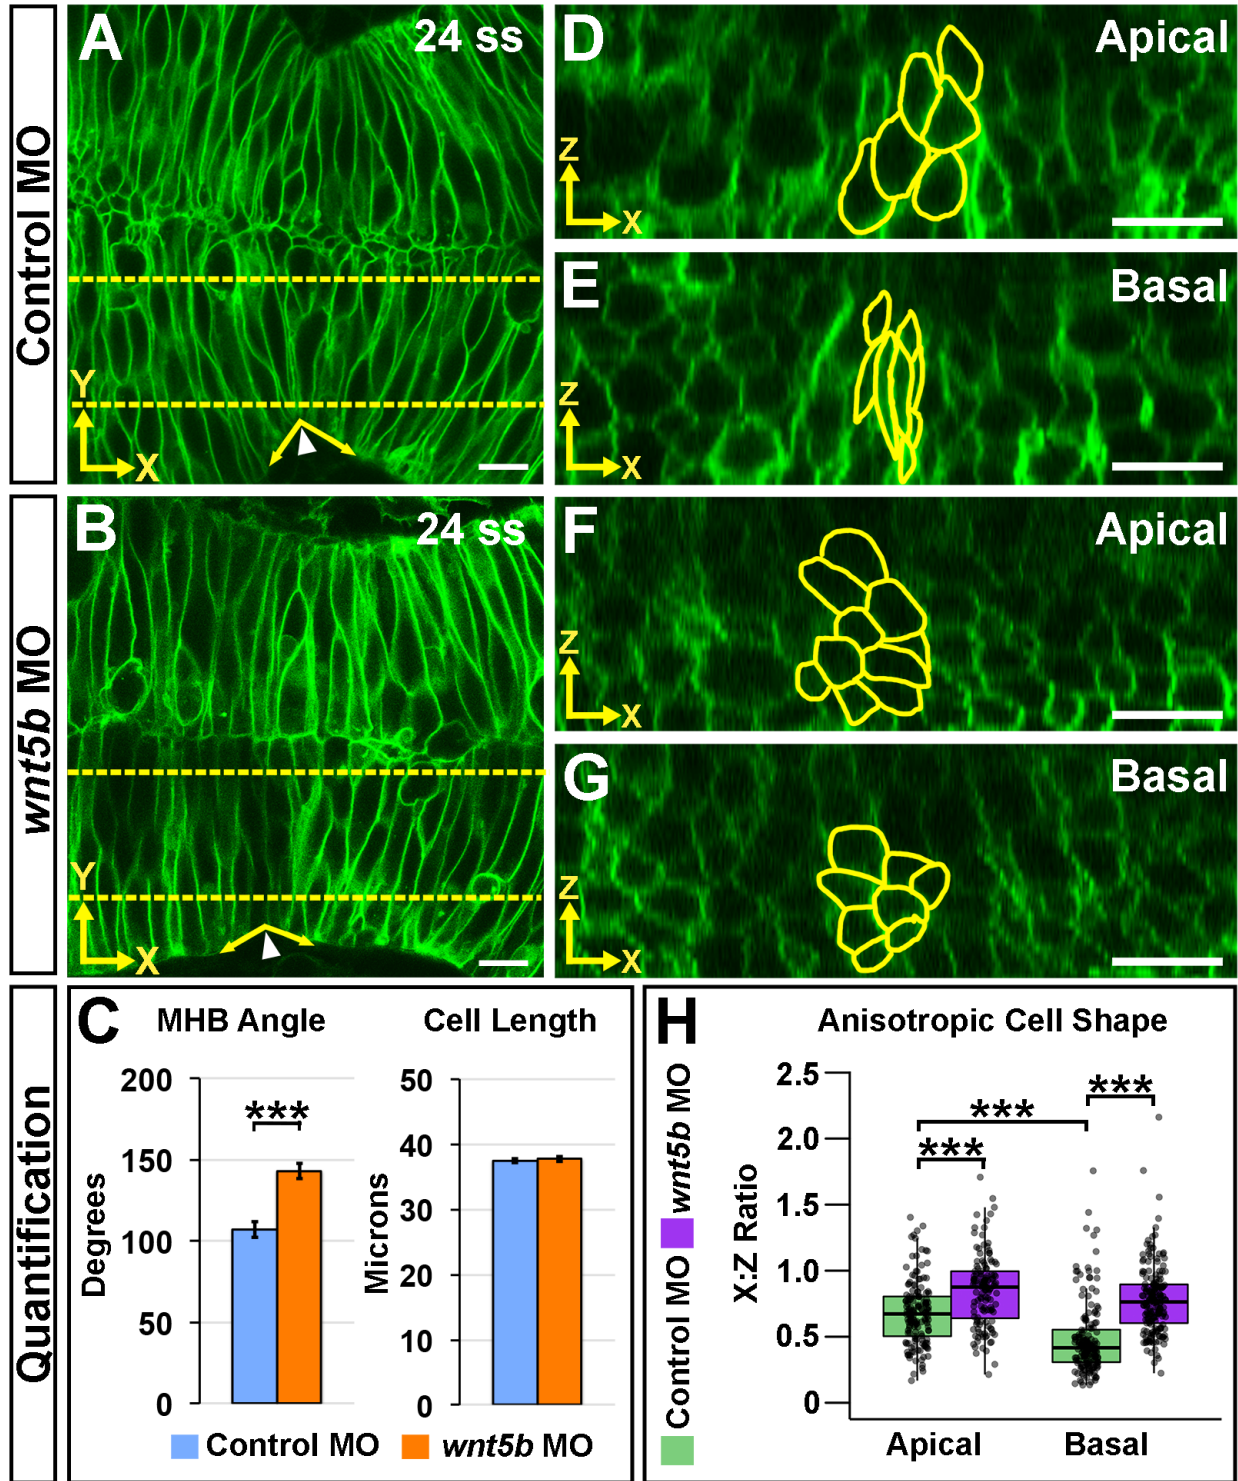 Control MO
A
24 ss
Y
X
D
Apical
Z
X
E
Basal
Z
X
wnt5b MO
B
24 ss
Y
X
F
Apical
Z
X
G
Basal
Z
X
Quantification
C
MHB Angle
Cell Length
Degrees
200
150
100
50
0
***
Microns
50
40
30
20
10
0
Control MO
wnt5b MO
H
Anisotropic Cell Shape
Control MO
wnt5b MO
X:Z Ratio
2.5
2.0
1.5
1.0
0.5
0
***
***
***
Apical
Basal